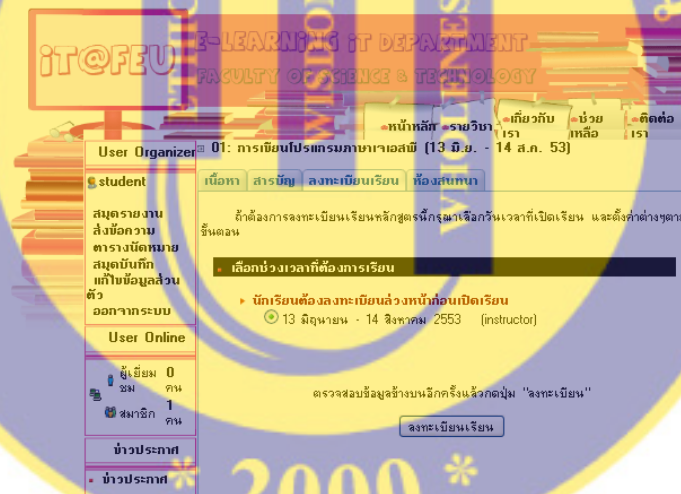 iT@FEU
E-LEARNING iT DEPARTMENT
FACULTY OF SCIENCE & TECHNOLOGY
ETHIC
WISDO
WHOLENES
หน้าหลัก รายวิชา เกี่ยวกับเรา ช่วยเหลือ ติดต่อเรา
User Organizer
01: การเขียนโปรแกรมภาษาเจเอสพี (13 มิ.ย. - 14 ส.ค. 53)
student
เนื้อหา สารบัญ ลงทะเบียนเรียน ห้องสนทนา
สมุดรายงาน
ส่งข้อความ
ตารางนัดหมาย
สมุดบันทึก
แก้ไขข้อมูลส่วน
ตัว
ออกจากระบบ
ถ้าต้องการลงทะเบียนเรียนหลักสูตรนี้กรุณาเลือกวันเวลาที่เปิดเรียน และตั้งค่าต่างๆตาม
ขั้นตอน
เลือกช่วงเวลาที่ต้องการเรียน
นักเรียนต้องลงทะเบียนล่วงหน้าก่อนเปิดเรียน
13 มิถุนายน - 14 สิงหาคม 2553 (instructor)
User Online
ผู้เยี่ยมชม 0 คน
สมาชิก 1 คน
ตรวจสอบข้อมูลข้างบนอีกครั้งแล้วกดปุ่ม "ลงทะเบียน"
ลงทะเบียนเรียน
ข่าวประกาศ
ข่าวประกาศ
* 2000 *